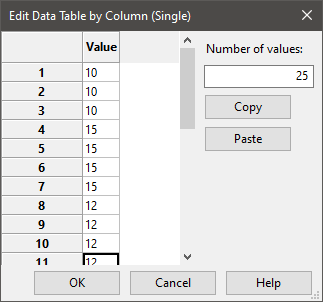 Edit Data Table by Column (Single)
Value
Number of values:
25
1 10
2 10
3 10
4 15
5 15
6 15
7 15
8 12
9 12
10 12
11 12
Copy
Paste
OK Cancel Help